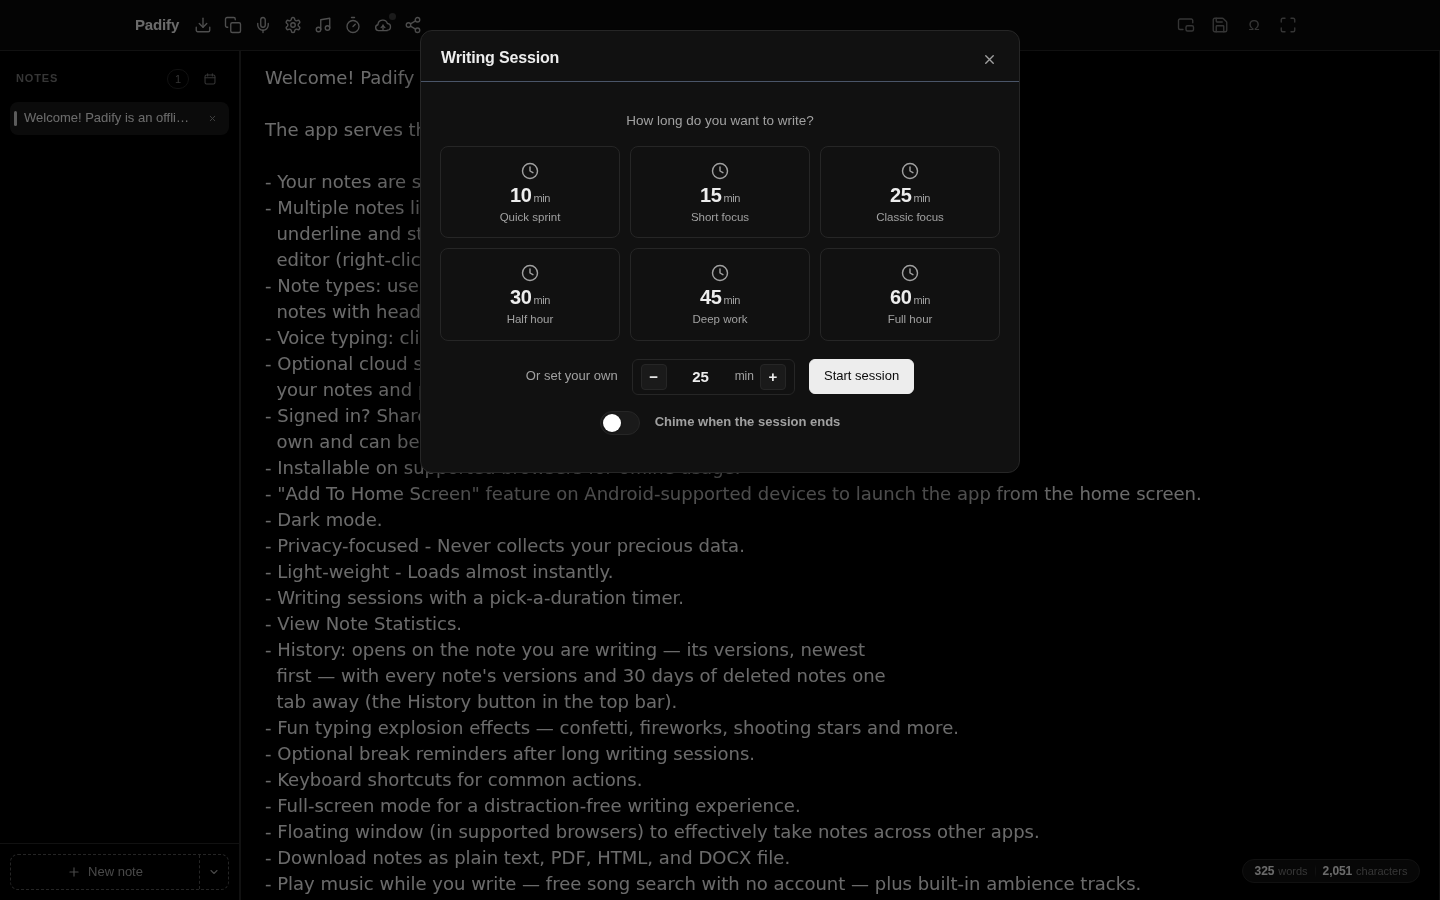 Padify
Ω
Writing Session
NOTES
1
Welcome! Padify is an offli...
How long do you want to write?
10 min
Quick sprint
15 min
Short focus
25 min
Classic focus
30 min
Half hour
45 min
Deep work
60 min
Full hour
Or set your own
− 25 min +
Start session
Chime when the session ends
Welcome! Padify
The app serves
- Your notes are
- Multiple notes
underline and
editor
- Note types: use
notes with
- Voice typing:
- Optional cloud
your notes and
- Signed in?
own and can be
- Installable on supported browsers for offline usage.
- "Add To Home Screen" feature on Android-supported devices to launch the app from the home screen.
- Dark mode.
- Privacy-focused - Never collects your precious data.
- Light-weight - Loads almost instantly.
- Writing sessions with a pick-a-duration timer.
- View Note Statistics.
- History: opens on the note you are writing — its versions, newest
first — with every note's versions and 30 days of deleted notes one
tab away (the History button in the top bar).
- Fun typing explosion effects — confetti, fireworks, shooting stars and more.
- Optional break reminders after long writing sessions.
- Keyboard shortcuts for common actions.
- Full-screen mode for a distraction-free writing experience.
- Floating window (in supported browsers) to effectively take notes across other apps.
- Download notes as plain text, PDF, HTML, and DOCX file.
- Play music while you write — free song search with no account — plus built-in ambience tracks.
New note
325 words 2,051 characters